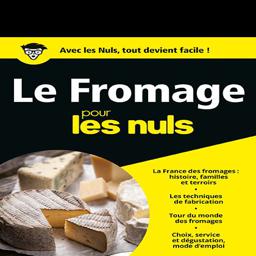 Avec les Nuls, tout devient facile !
Le Fromage
pour
les nuls
La France des fromages :
histoire, familles
et terroirs
Les techniques
de fabrication
Tour du monde
des fromages
Choix, service
et dégustation,
mode d'emploi